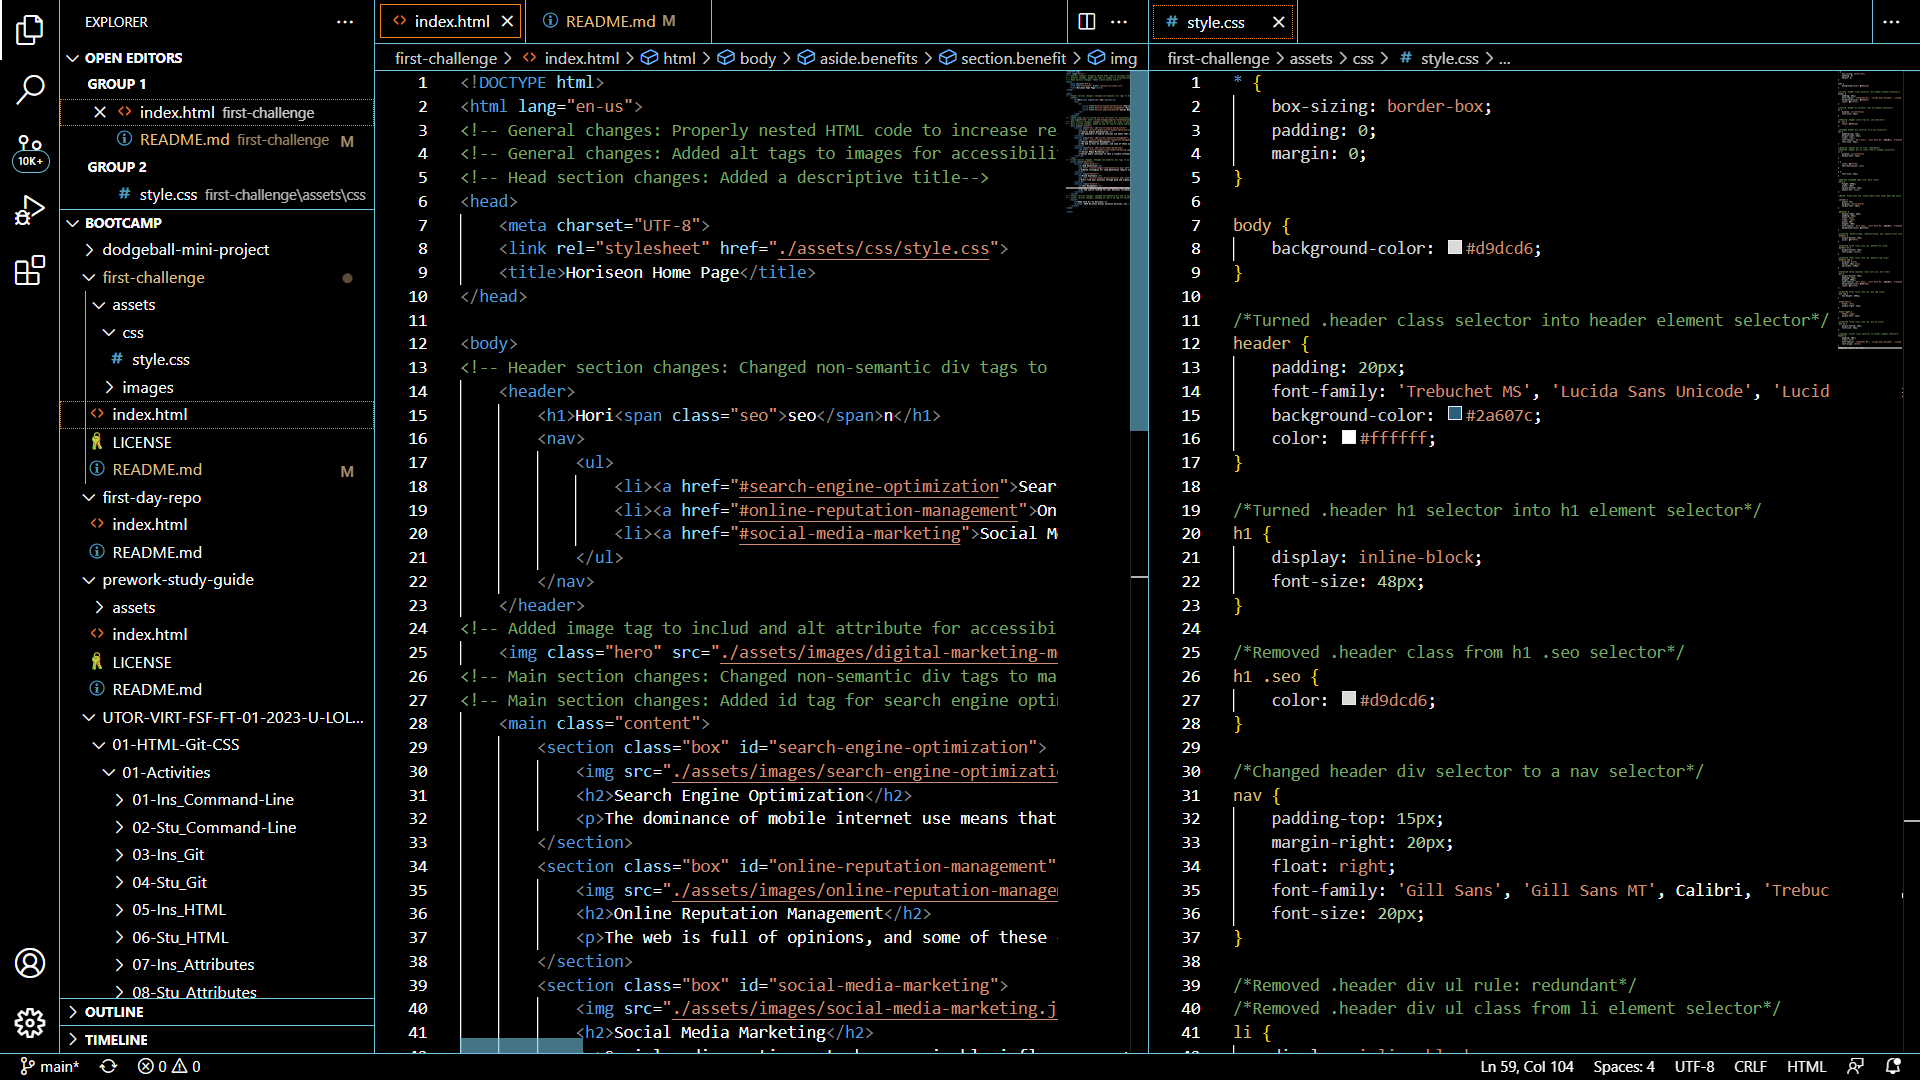 EXPLORER
OPEN EDITORS
GROUP 1
index.html first-challenge
README.md first-challenge M
GROUP 2
# style.css first-challenge\assets\css
BOOTCAMP
dodgeball-mini-project
first-challenge
assets
css
# style.css
images
index.html
LICENSE
README.md M
first-day-repo
index.html
README.md
prework-study-guide
assets
index.html
LICENSE
README.md
UTOR-VIRT-FSF-FT-01-2023-U-LOL...
01-HTML-Git-CSS
01-Activities
01-Ins_Command-Line
02-Stu_Command-Line
03-Ins_Git
04-Stu_Git
05-Ins_HTML
06-Stu_HTML
07-Ins_Attributes
08-Stu_Attributes
OUTLINE
TIMELINE
10K+
index.html
README.md M
first-challenge > index.html > html > body > aside.benefits > section.benefit > img
1 <!DOCTYPE html>
2 <html lang="en-us">
3 <!-- General changes: Properly nested HTML code to increase re
4 <!-- General changes: Added alt tags to images for accessibili
5 <!-- Head section changes: Added a descriptive title-->
6 <head>
7 <meta charset="UTF-8">
8 <link rel="stylesheet" href="./assets/css/style.css">
9 <title>Horiseon Home Page</title>
10 </head>
11
12 <body>
13 <!-- Header section changes: Changed non-semantic div tags to
14 <header>
15 <h1>Hori<span class="seo">seo</span>n</h1>
16 <nav>
17 <ul>
18 <li><a href="#search-engine-optimization">Sear
19 <li><a href="#online-reputation-management">On
20 <li><a href="#social-media-marketing">Social M
21 </ul>
22 </nav>
23 </header>
24 <!-- Added image tag to includ and alt attribute for accessibi
25 <img class="hero" src="./assets/images/digital-marketing-m
26 <!-- Main section changes: Changed non-semantic div tags to ma
27 <!-- Main section changes: Added id tag for search engine opti
28 <main class="content">
29 <section class="box" id="search-engine-optimization">
30 <img src="./assets/images/search-engine-optimizati
31 <h2>Search Engine Optimization</h2>
32 <p>The dominance of mobile internet use means that
33 </section>
34 <section class="box" id="online-reputation-management"
35 <img src="./assets/images/online-reputation-manage
36 <h2>Online Reputation Management</h2>
37 <p>The web is full of opinions, and some of these
38 </section>
39 <section class="box" id="social-media-marketing">
40 <img src="./assets/images/social-media-marketing.j
41 <h2>Social Media Marketing</h2>
# style.css
first-challenge > assets > css > # style.css > ...
1 * {
2 box-sizing: border-box;
3 padding: 0;
4 margin: 0;
5 }
6
7 body {
8 background-color: #d9dcd6;
9 }
10
11 /*Turned .header class selector into header element selector*/
12 header {
13 padding: 20px;
14 font-family: 'Trebuchet MS', 'Lucida Sans Unicode', 'Lucid
15 background-color: #2a607c;
16 color: #ffffff;
17 }
18
19 /*Turned .header h1 selector into h1 element selector*/
20 h1 {
21 display: inline-block;
22 font-size: 48px;
23 }
24
25 /*Removed .header class from h1 .seo selector*/
26 h1 .seo {
27 color: #d9dcd6;
28 }
29
30 /*Changed header div selector to a nav selector*/
31 nav {
32 padding-top: 15px;
33 margin-right: 20px;
34 float: right;
35 font-family: 'Gill Sans', 'Gill Sans MT', Calibri, 'Trebuc
36 font-size: 20px;
37 }
38
39 /*Removed .header div ul rule: redundant*/
40 /*Removed .header div ul class from li element selector*/
41 li {
main* 0 0 Ln 59, Col 104 Spaces: 4 UTF-8 CRLF HTML